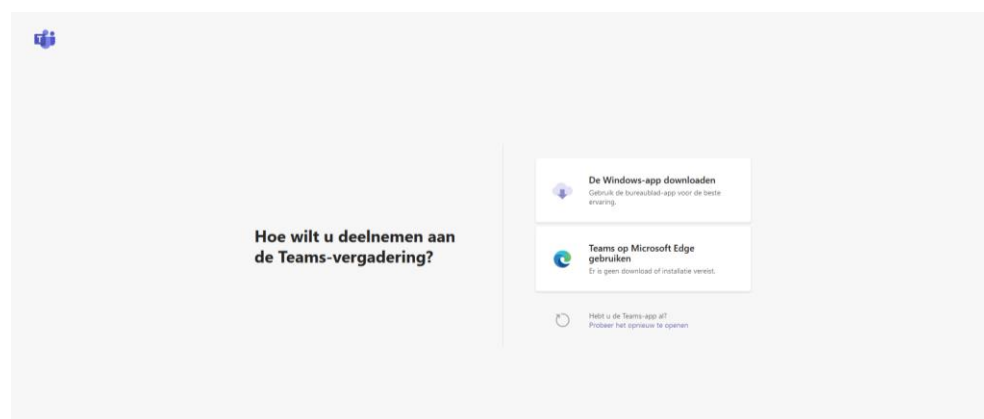 T
Hoe wilt u deelnemen aan
de Teams-vergadering?
De Windows-app downloaden
Gebruik de bureaublad-app voor de beste
ervaring.
Teams op Microsoft Edge
gebruiken
Er is geen download of installatie vereist.
Hebt u de Teams-app al?
Probeer het opnieuw te openen